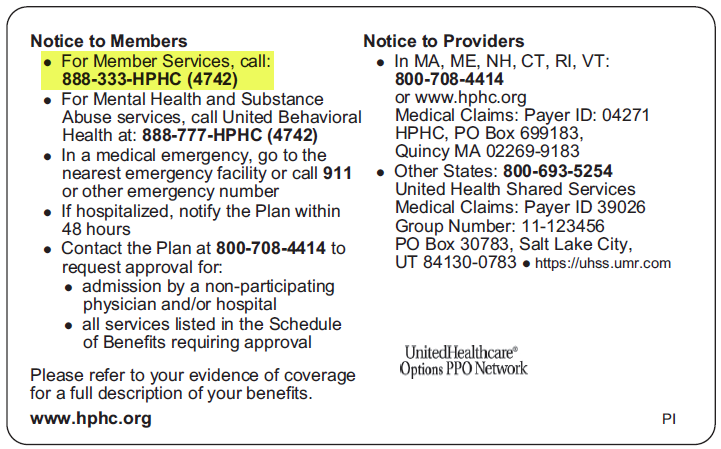 Notice to Members
● For Member Services, call:
888-333-HPHC (4742)
● For Mental Health and Substance
Abuse services, call United Behavioral
Health at: 888-777-HPHC (4742)
● In a medical emergency, go to the
nearest emergency facility or call 911
or other emergency number
● If hospitalized, notify the Plan within
48 hours
● Contact the Plan at 800-708-4414 to
request approval for:
● admission by a non-participating
physician and/or hospital
● all services listed in the Schedule
of Benefits requiring approval
Please refer to your evidence of coverage
for a full description of your benefits.
www.hphc.org
Notice to Providers
● In MA, ME, NH, CT, RI, VT:
800-708-4414
or www.hphc.org
Medical Claims: Payer ID: 04271
HPHC, PO Box 699183,
Quincy MA 02269-9183
● Other States: 800-693-5254
United Health Shared Services
Medical Claims: Payer ID 39026
Group Number: 11-123456
PO Box 30783, Salt Lake City,
UT 84130-0783 ● https://uhss.umr.com
UnitedHealthcare®
Options PPO Network
PI